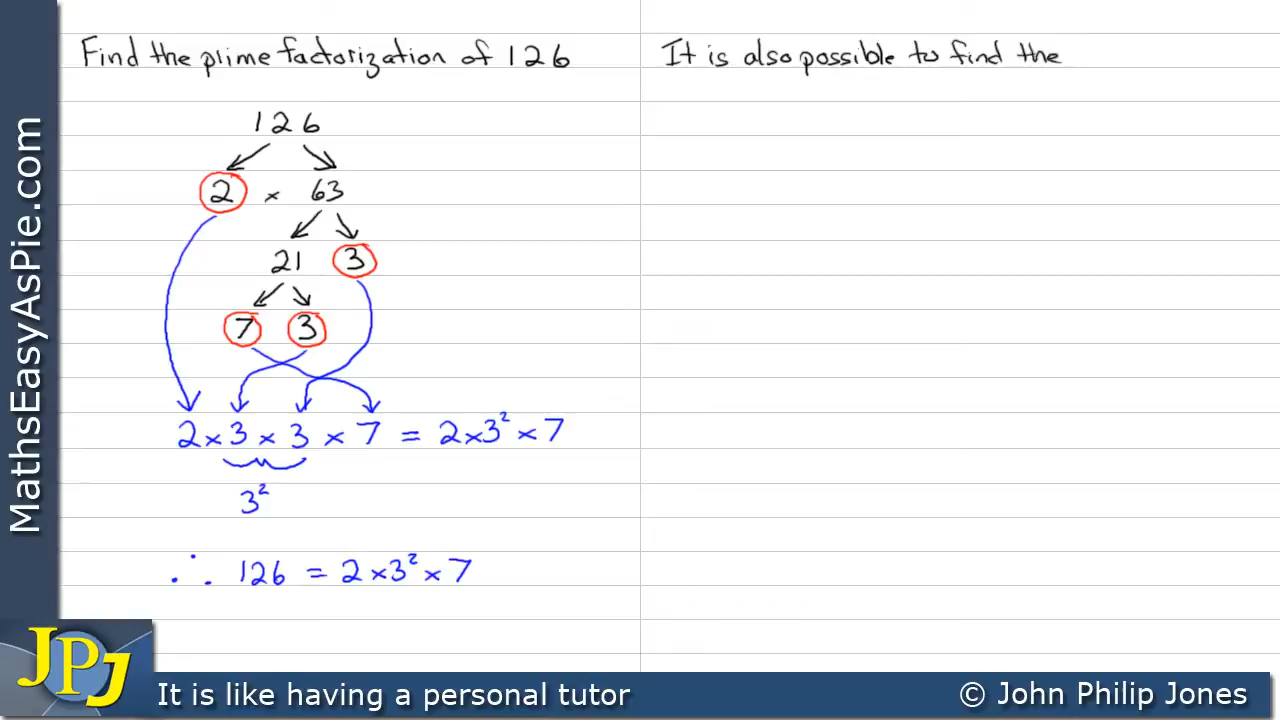 Find the prime factorization of 126
126
2 × 63
21 3
7 3
2 × 3 × 3 × 7 = 2 × 3² × 7
3²
∴ 126 = 2 × 3² × 7
It is also possible to find the
MathsEasyAsPie.com
JPJ
It is like having a personal tutor
© John Philip Jones